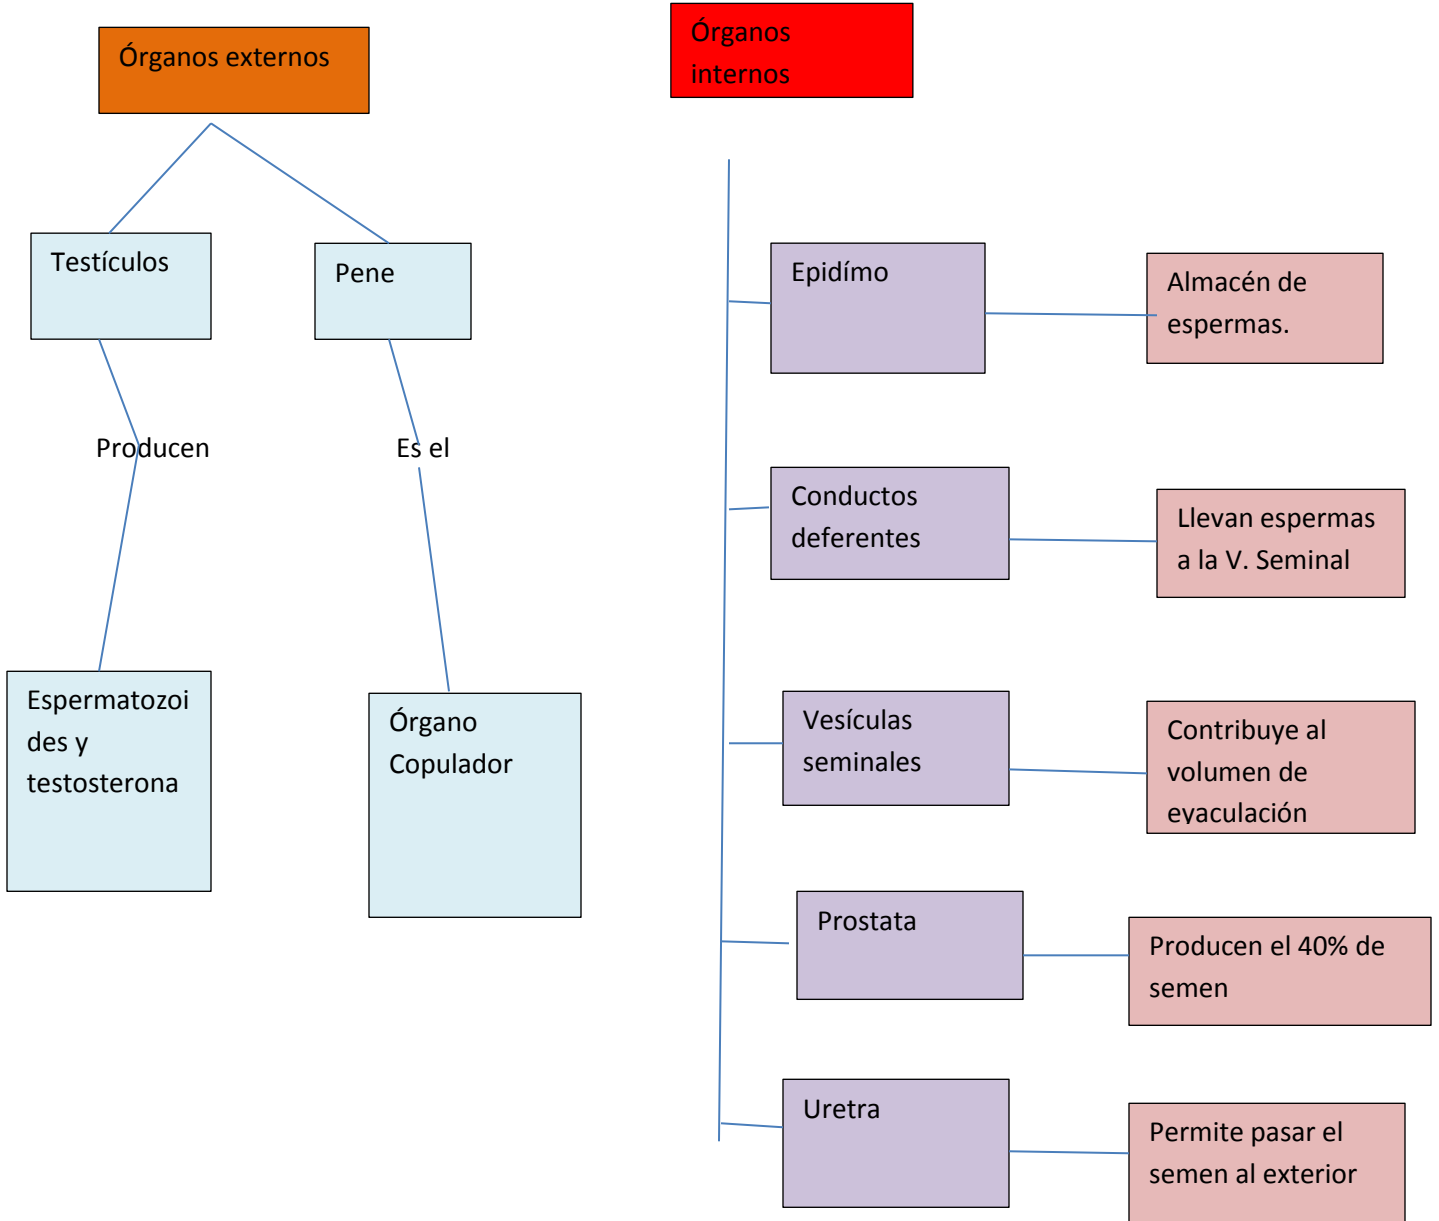 Órganos externos
Testículos
Pene
Producen
Es el
Espermatozoi
des y
testosterona
Órgano
Copulador
Órganos
internos
Epidímo
Almacén de
espermas.
Conductos
deferentes
Llevan espermas
a la V. Seminal
Vesículas
seminales
Contribuye al
volumen de
eyaculación
Prostata
Producen el 40% de
semen
Uretra
Permite pasar el
semen al exterior